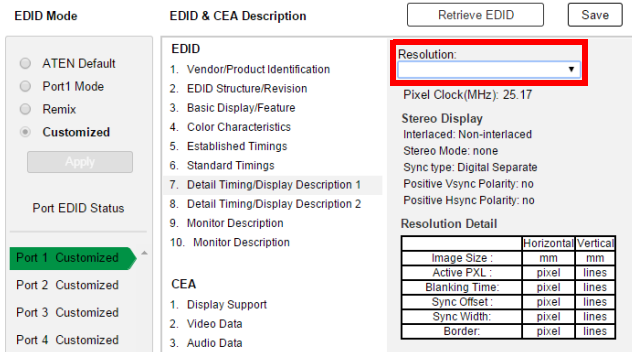 EDID Mode
ATEN Default
Port1 Mode
Remix
Customized
Apply
Port EDID Status
Port 1 Customized
Port 2 Customized
Port 3 Customized
Port 4 Customized
EDID & CEA Description
Retrieve EDID
Save
EDID
1. Vendor/Product Identification
2. EDID Structure/Revision
3. Basic Display/Feature
4. Color Characteristics
5. Established Timings
6. Standard Timings
7. Detail Timing/Display Description 1
8. Detail Timing/Display Description 2
9. Monitor Description
10. Monitor Description
CEA
1. Display Support
2. Video Data
3. Audio Data
Resolution:
Pixel Clock(MHz): 25.17
Stereo Display
Interlaced: Non-interlaced
Stereo Mode: none
Sync type: Digital Separate
Positive Vsync Polarity: no
Positive Hsync Polarity: no
Resolution Detail
Horizontal Vertical
Image Size : mm mm
Active PXL : pixel lines
Blanking Time: pixel lines
Sync Offset : pixel lines
Sync Width: pixel lines
Border: pixel lines